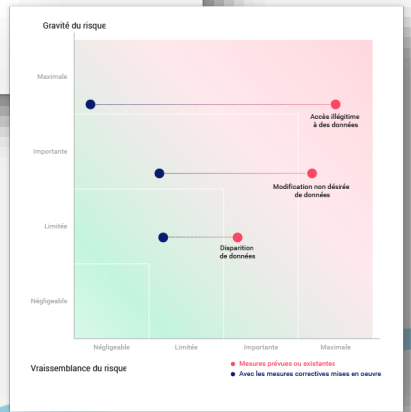 Gravité du risque
Maximale
Accès illégitime
à des données
Importante
Modification non désirée
de données
Limitée
Disparition
de données
Négligeable
Négligeable Limitée Importante Maximale
Vraissemblance du risque
Mesures prévues ou existantes
Avec les mesures correctives mises en oeuvre